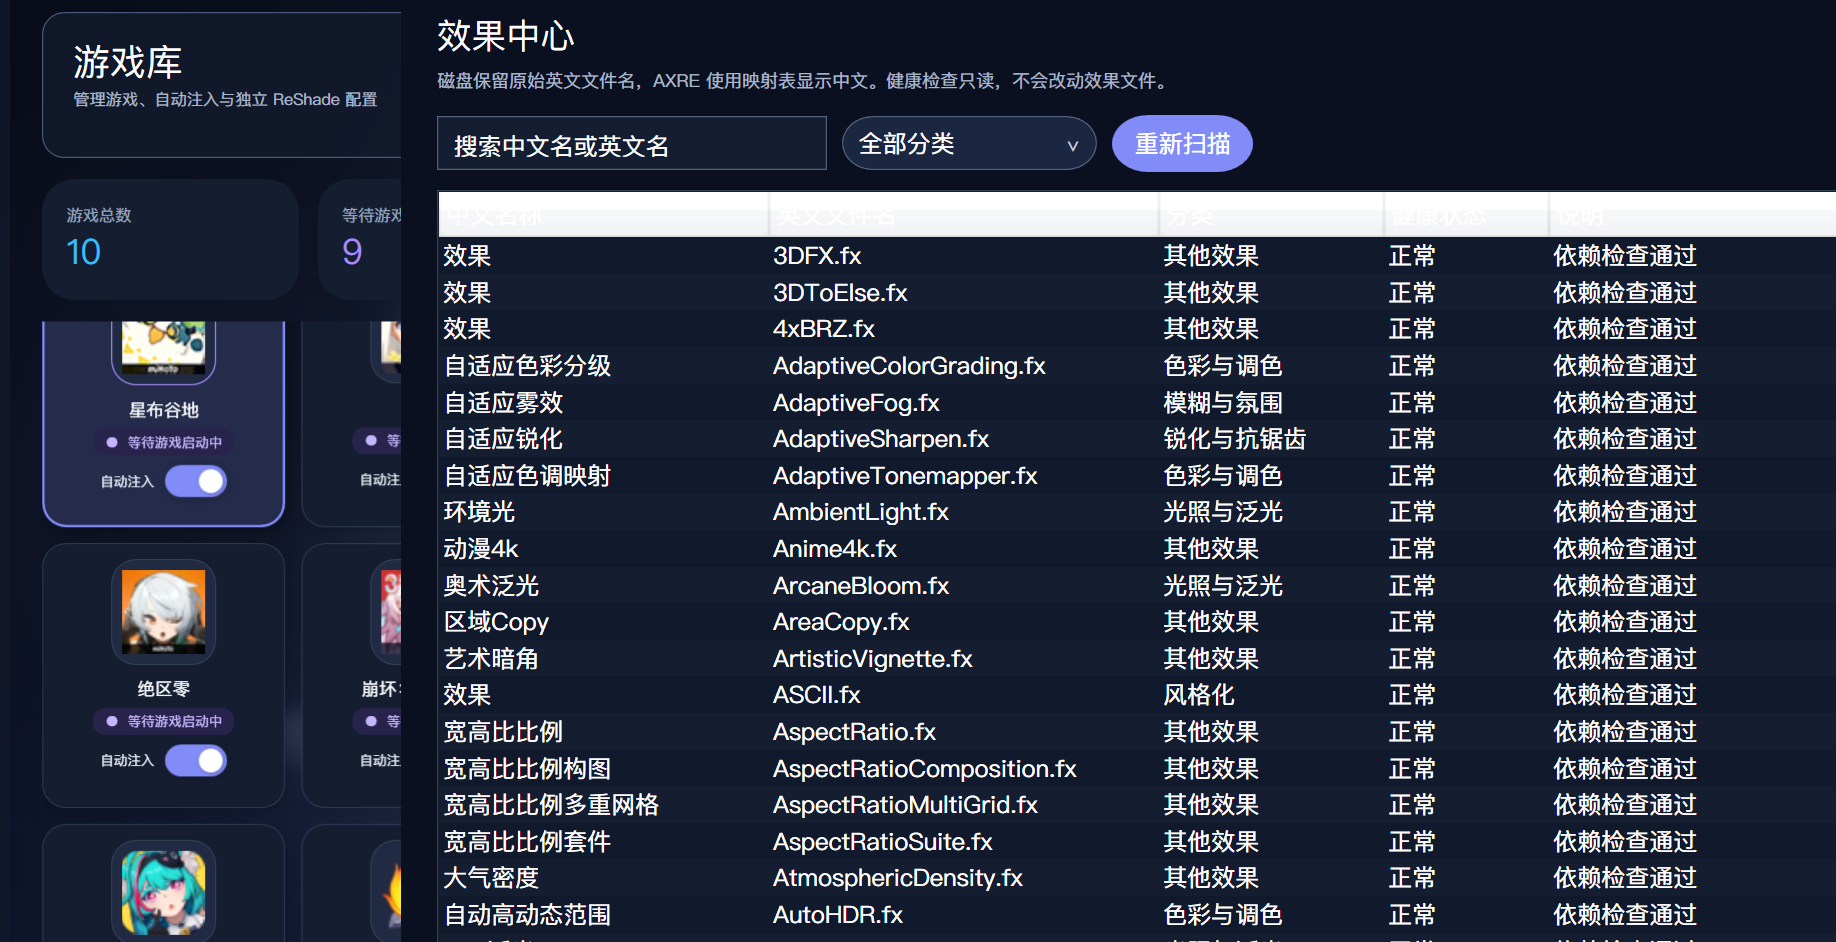 游戏库
管理游戏、自动注入与独立 ReShade 配置
游戏总数
10
等待游戏
9
星布谷地
等待游戏启动中
自动注入
等
自动注
绝区零
等待游戏启动中
自动注入
崩坏:
等
自动注
效果中心
磁盘保留原始英文文件名，AXRE 使用映射表显示中文。健康检查只读，不会改动效果文件。
搜索中文名或英文名
全部分类
重新扫描
中文名称 英文文件名 分类 健康状态 说明
效果 3DFX.fx 其他效果 正常 依赖检查通过
效果 3DToElse.fx 其他效果 正常 依赖检查通过
效果 4xBRZ.fx 其他效果 正常 依赖检查通过
自适应色彩分级 AdaptiveColorGrading.fx 色彩与调色 正常 依赖检查通过
自适应雾效 AdaptiveFog.fx 模糊与氛围 正常 依赖检查通过
自适应锐化 AdaptiveSharpen.fx 锐化与抗锯齿 正常 依赖检查通过
自适应色调映射 AdaptiveTonemapper.fx 色彩与调色 正常 依赖检查通过
环境光 AmbientLight.fx 光照与泛光 正常 依赖检查通过
动漫4k Anime4k.fx 其他效果 正常 依赖检查通过
奥术泛光 ArcaneBloom.fx 光照与泛光 正常 依赖检查通过
区域Copy AreaCopy.fx 其他效果 正常 依赖检查通过
艺术暗角 ArtisticVignette.fx 其他效果 正常 依赖检查通过
效果 ASCII.fx 风格化 正常 依赖检查通过
宽高比比例 AspectRatio.fx 其他效果 正常 依赖检查通过
宽高比比例构图 AspectRatioComposition.fx 其他效果 正常 依赖检查通过
宽高比比例多重网格 AspectRatioMultiGrid.fx 其他效果 正常 依赖检查通过
宽高比比例套件 AspectRatioSuite.fx 其他效果 正常 依赖检查通过
大气密度 AtmosphericDensity.fx 其他效果 正常 依赖检查通过
自动高动态范围 AutoHDR.fx 色彩与调色 正常 依赖检查通过